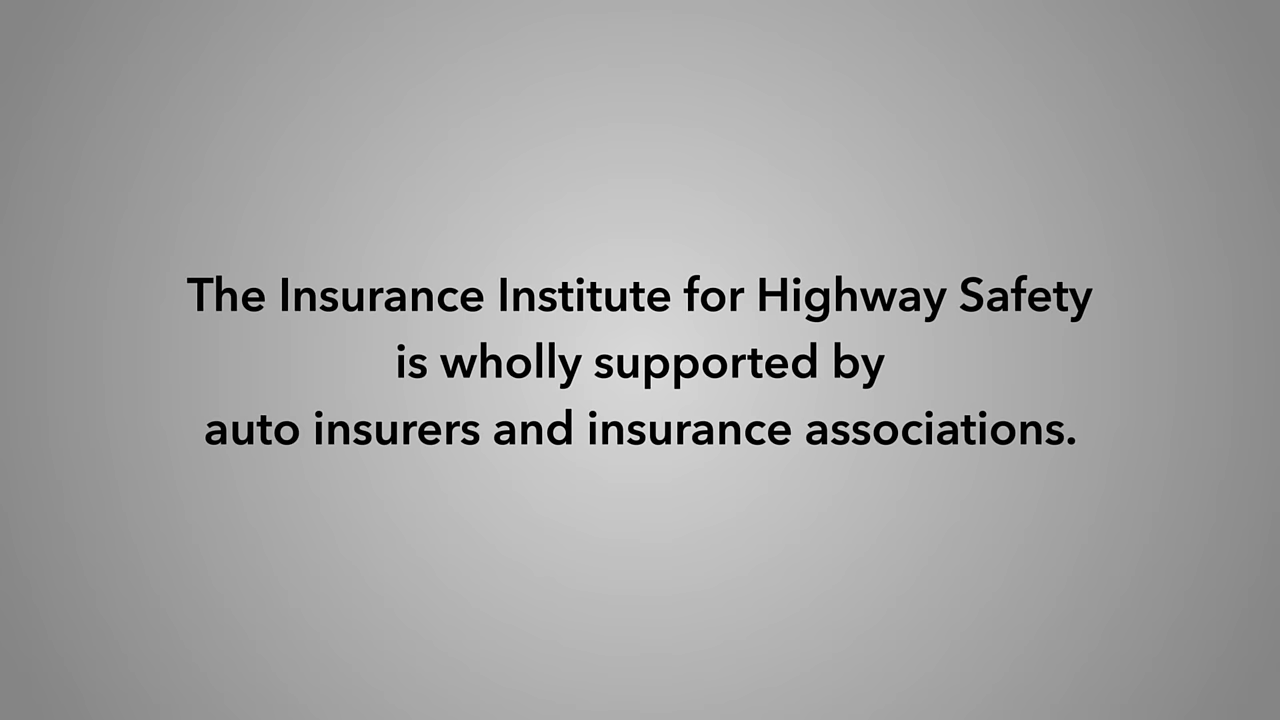 The Insurance Institute for Highway Safety
is wholly supported by
auto insurers and insurance associations.